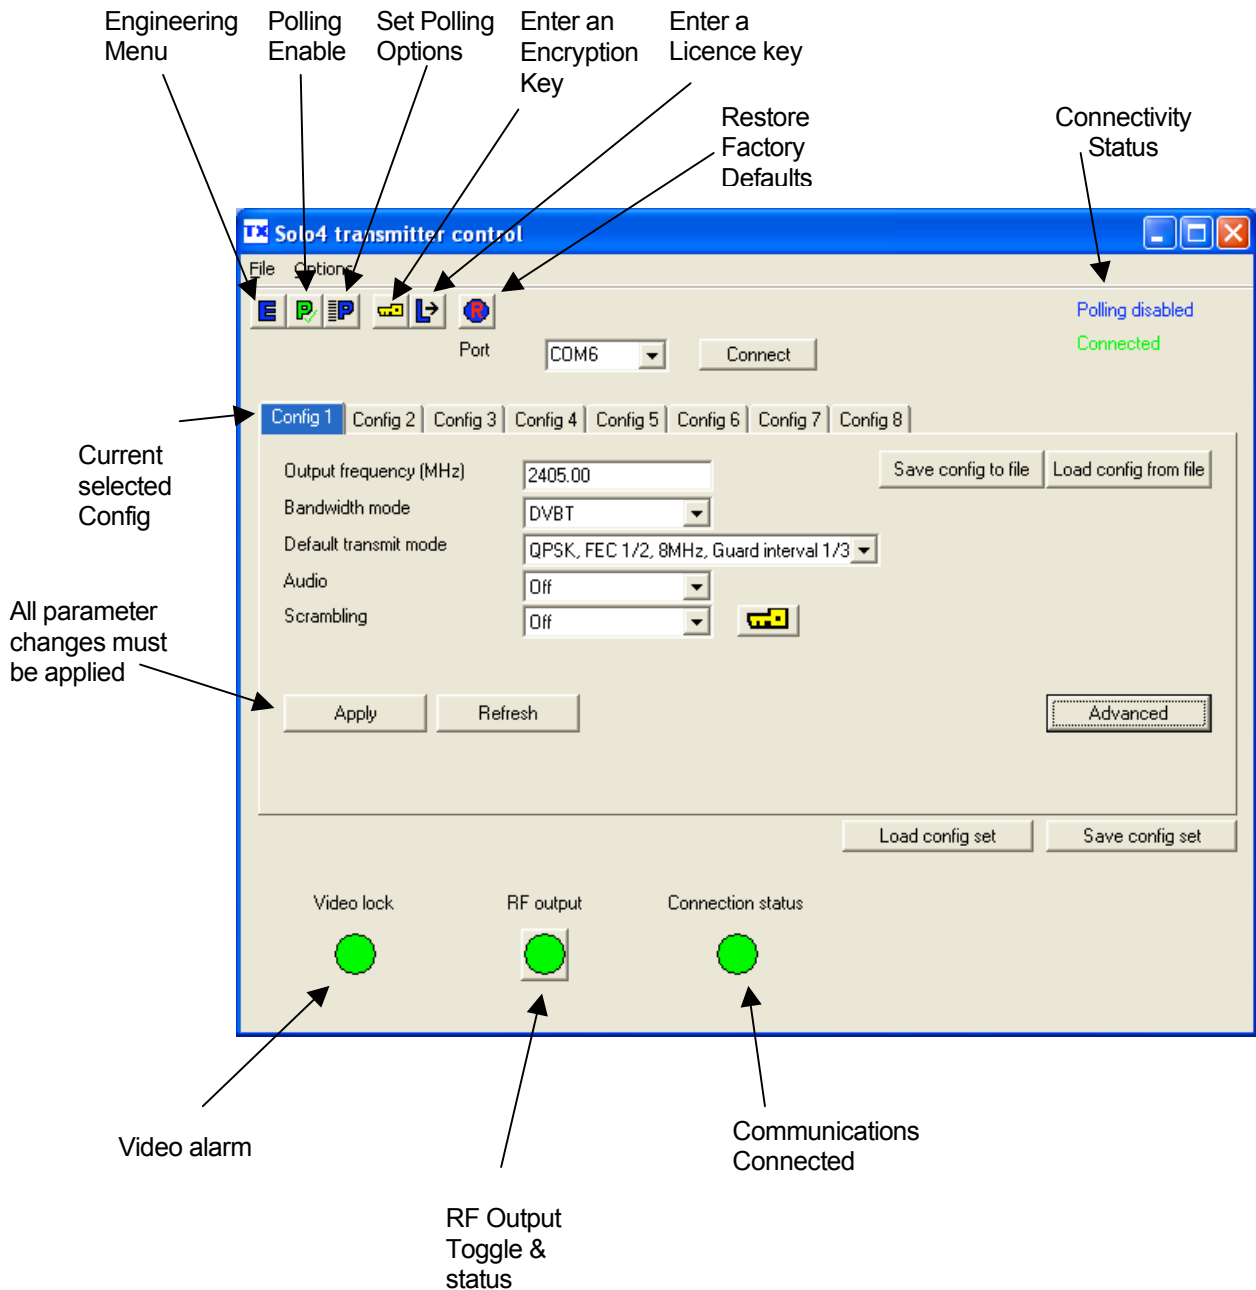 Engineering
Menu
Polling
Enable
Set Polling
Options
Enter an
Encryption
Key
Enter a
Licence key
Restore
Factory
Defaults
Connectivity
Status
TX Solo4 transmitter control
File Options
E P P L R
Polling disabled
Connected
Port COM6 Connect
Config 1 Config 2 Config 3 Config 4 Config 5 Config 6 Config 7 Config 8
Current
selected
Config
Output frequency (MHz) 2405.00 Save config to file Load config from file
Bandwidth mode DVBT
Default transmit mode QPSK, FEC 1/2, 8MHz, Guard interval 1/3
Audio Off
Scrambling Off
All parameter
changes must
be applied
Apply Refresh Advanced
Load config set Save config set
Video lock RF output Connection status
Video alarm
Communications
Connected
RF Output
Toggle &
status